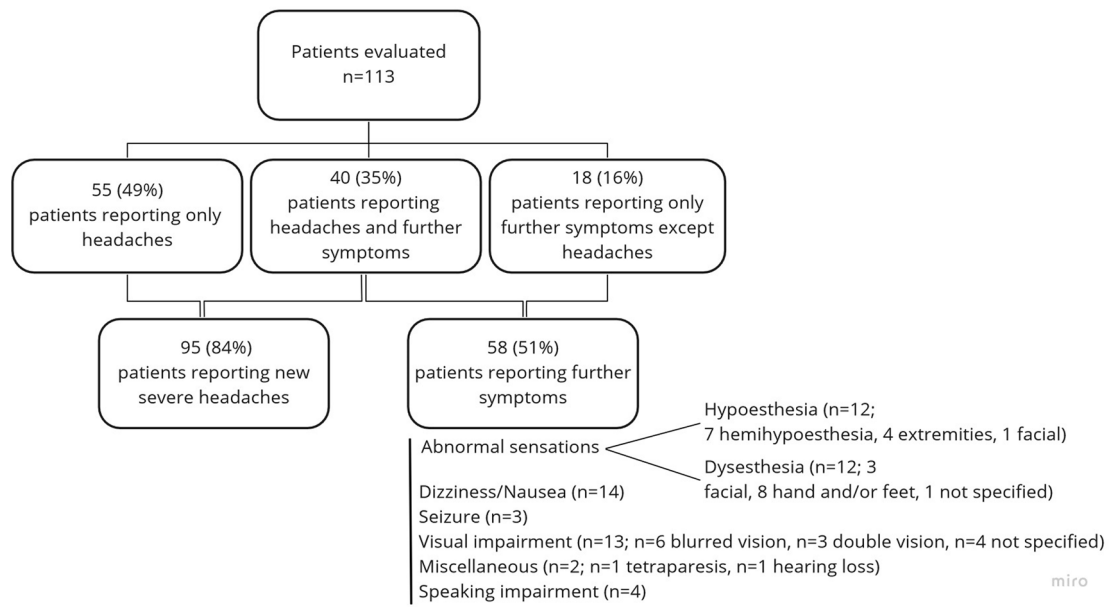 Patients evaluated
n=113
55 (49%)
patients reporting only
headaches
40 (35%)
patients reporting
headaches and further
symptoms
18 (16%)
patients reporting only
further symptoms except
headaches
95 (84%)
patients reporting new
severe headaches
58 (51%)
patients reporting further
symptoms
Abnormal sensations
Hypoesthesia (n=12;
7 hemihypoesthesia, 4 extremities, 1 facial)
Dysesthesia (n=12; 3
facial, 8 hand and/or feet, 1 not specified)
Dizziness/Nausea (n=14)
Seizure (n=3)
Visual impairment (n=13; n=6 blurred vision, n=3 double vision, n=4 not specified)
Miscellaneous (n=2; n=1 tetraparesis, n=1 hearing loss)
Speaking impairment (n=4)
miro